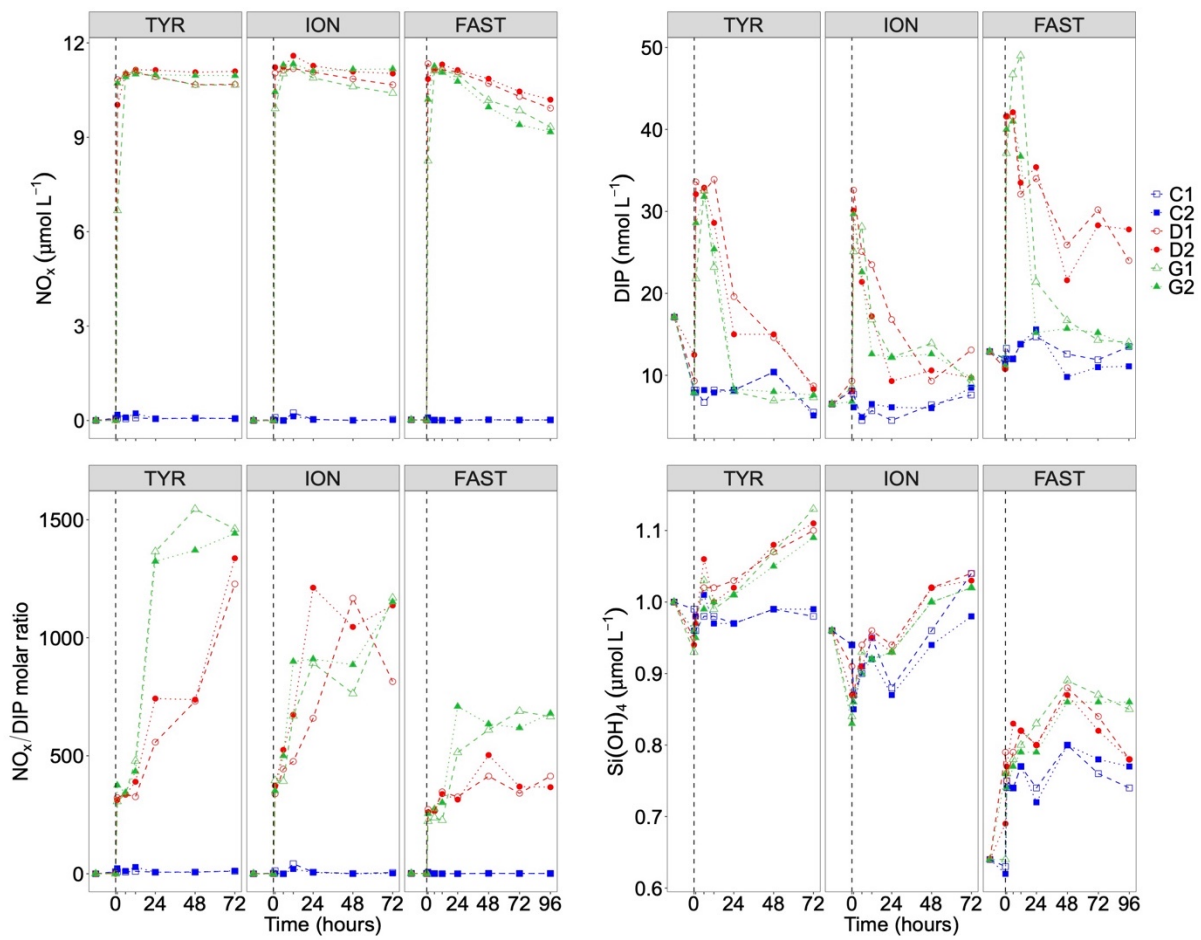 TYR ION FAST
NOₓ (µmol L⁻¹)
12
9
6
3
0
TYR ION FAST
DIP (nmol L⁻¹)
50
40
30
20
10
C1
C2
D1
D2
G1
G2
TYR ION FAST
NOₓ/DIP molar ratio
1500
1000
500
0
0 24 48 72 0 24 48 72 0 24 48 72 96
Time (hours)
TYR ION FAST
Si(OH)₄ (µmol L⁻¹)
1.1
1.0
0.9
0.8
0.7
0.6
0 24 48 72 0 24 48 72 0 24 48 72 96
Time (hours)